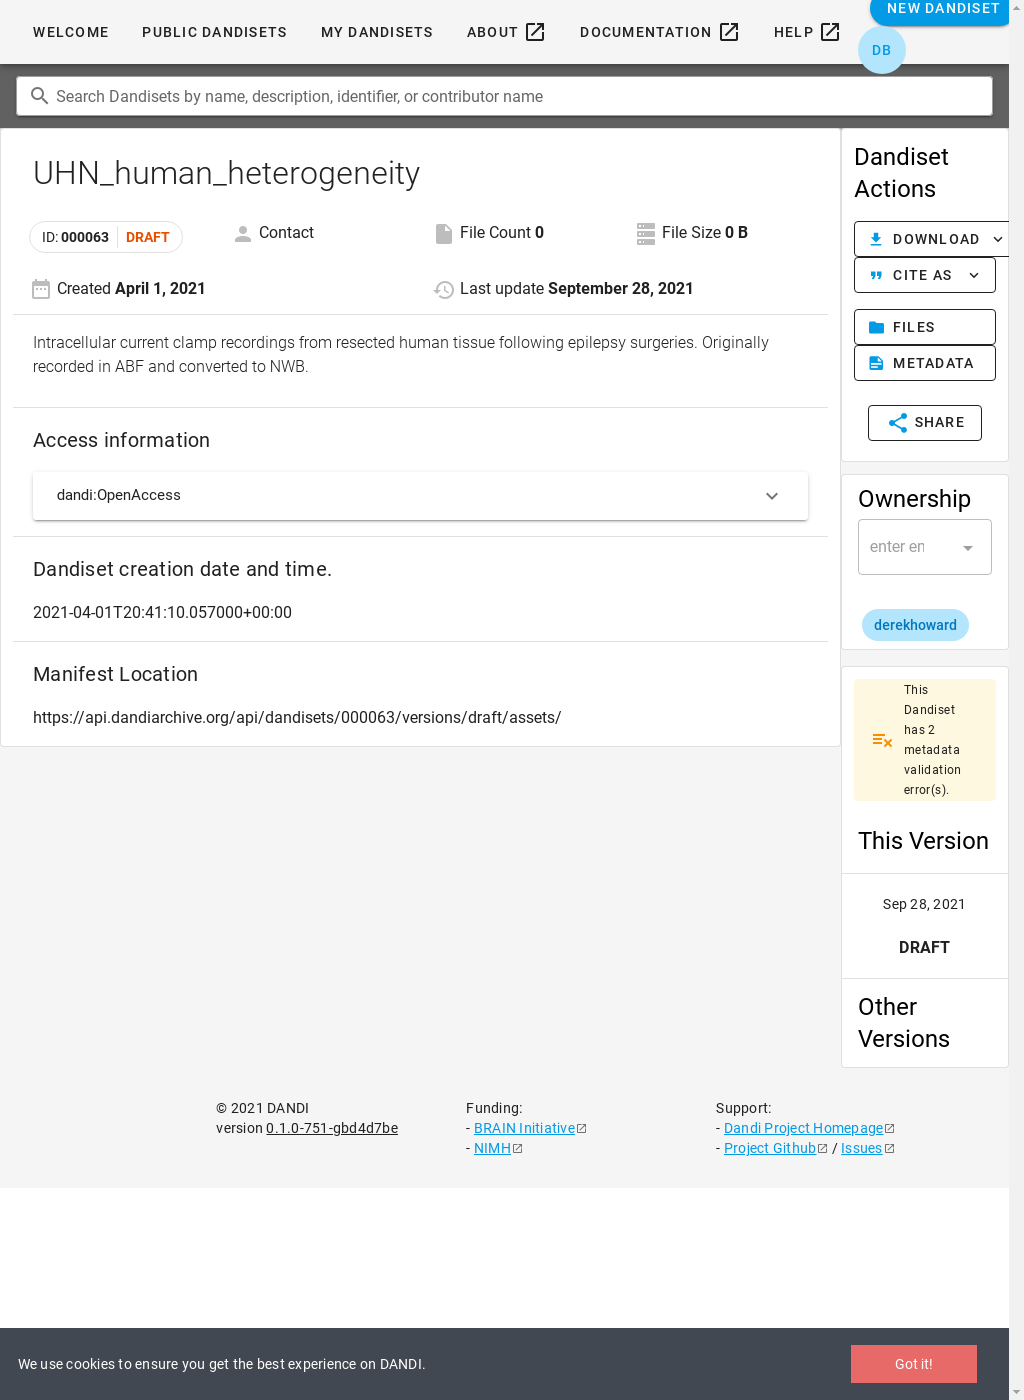 WELCOME PUBLIC DANDISETS MY DANDISETS ABOUT DOCUMENTATION HELP NEW DANDISET
DB
Search Dandisets by name, description, identifier, or contributor name
UHN_human_heterogeneity
ID: 000063 DRAFT Contact File Count 0 File Size 0 B
Created April 1, 2021 Last update September 28, 2021
Intracellular current clamp recordings from resected human tissue following epilepsy surgeries. Originally
recorded in ABF and converted to NWB.
Access information
dandi:OpenAccess
Dandiset creation date and time.
2021-04-01T20:41:10.057000+00:00
Manifest Location
https://api.dandiarchive.org/api/dandisets/000063/versions/draft/assets/
Dandiset
Actions
DOWNLOAD
CITE AS
FILES
METADATA
SHARE
Ownership
enter en
derekhoward
This
Dandiset
has 2
metadata
validation
error(s).
This Version
Sep 28, 2021
DRAFT
Other
Versions
© 2021 DANDI
version 0.1.0-751-gbd4d7be
Funding:
- BRAIN Initiative
- NIMH
Support:
- Dandi Project Homepage
- Project Github / Issues
We use cookies to ensure you get the best experience on DANDI.
Got it!